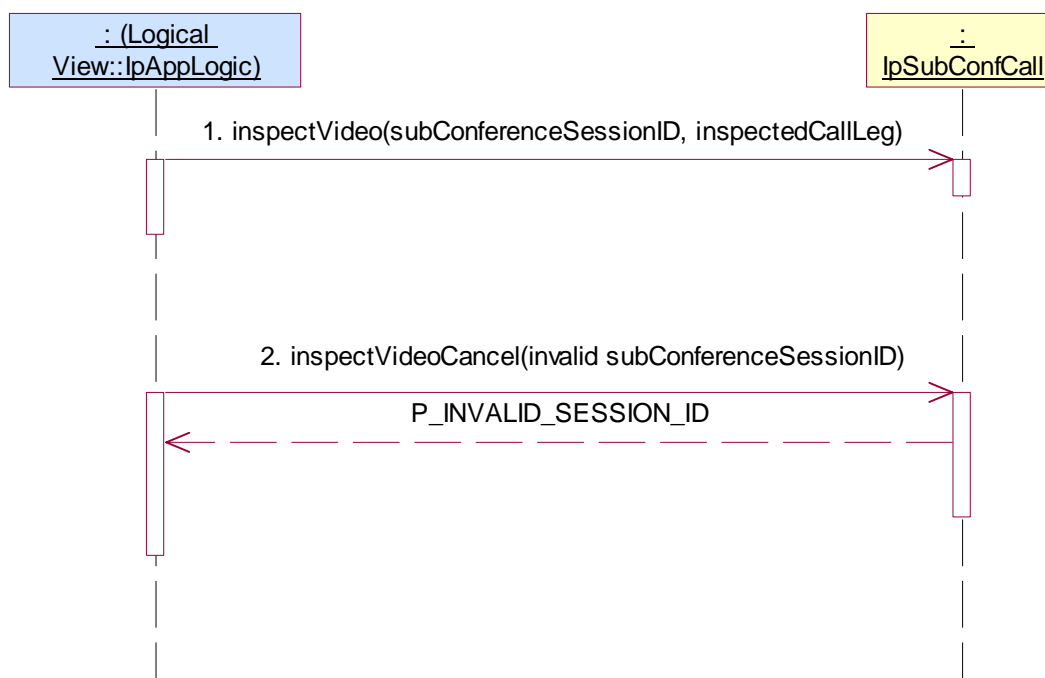 : (Logical
View::IpAppLogic)
:
IpSubConfCall
1. inspectVideo(subConferenceSessionID, inspectedCallLeg)
2. inspectVideoCancel(invalid subConferenceSessionID)
P_INVALID_SESSION_ID